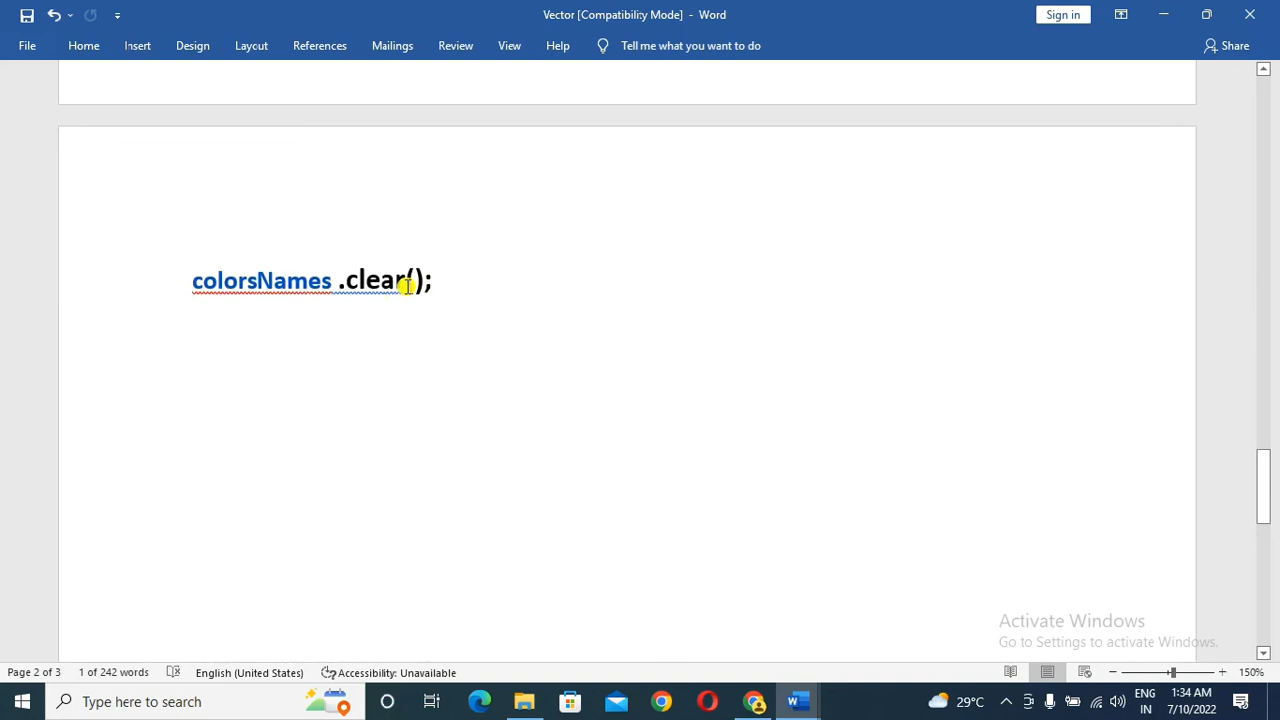 Vector [Compatibility Mode] - Word
Sign in
File Home Insert Design Layout References Mailings Review View Help Tell me what you want to do Share
colorsNames .clear();
Activate Windows
Go to Settings to activate Windows.
Page 2 of 3 1 of 242 words English (United States) Accessibility: Unavailable 150%
Type here to search 29°C ENG 1:34 AM
IN 7/10/2022